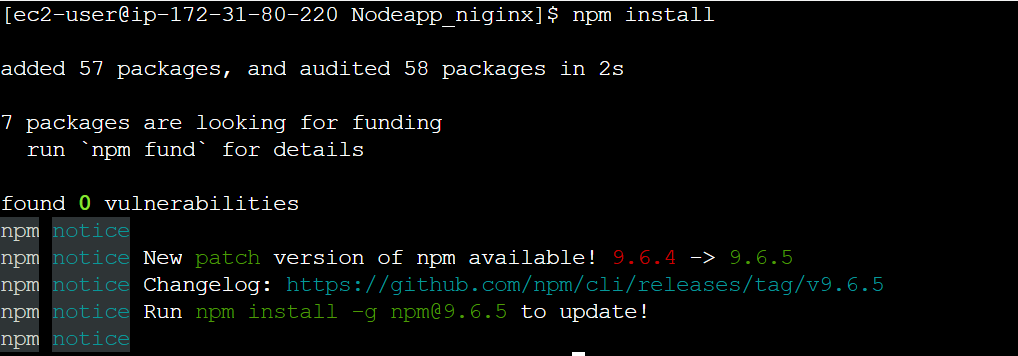 [ec2-user@ip-172-31-80-220 Nodeapp_niginx]$ npm install
added 57 packages, and audited 58 packages in 2s
7 packages are looking for funding
  run `npm fund` for details
found 0 vulnerabilities
npm notice
npm notice New patch version of npm available! 9.6.4 -> 9.6.5
npm notice Changelog: https://github.com/npm/cli/releases/tag/v9.6.5
npm notice Run npm install -g npm@9.6.5 to update!
npm notice